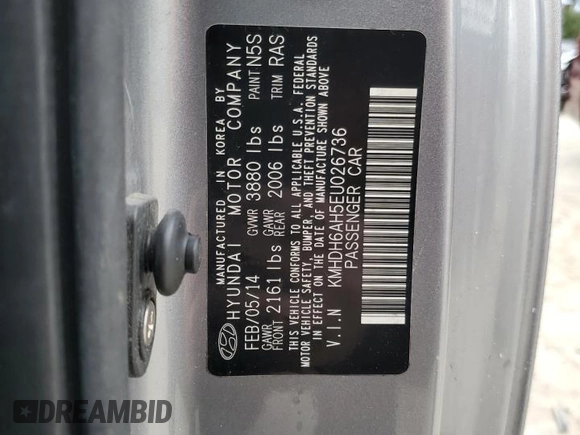 MANUFACTURED IN KOREA BY
HYUNDAI MOTOR COMPANY
FEB/05/14 GVWR 3880 lbs PAINT N5S
GAWR FRONT 2161 lbs GAWR REAR 2006 lbs TRIM RAS
THIS VEHICLE CONFORMS TO ALL APPLICABLE U.S.A. FEDERAL
MOTOR VEHICLE SAFETY, BUMPER, AND THEFT PREVENTION STANDARDS
IN EFFECT ON THE DATE OF MANUFACTURE SHOWN ABOVE
V.I.N KMHDH6AH5EU026736
PASSENGER CAR
DREAMBID